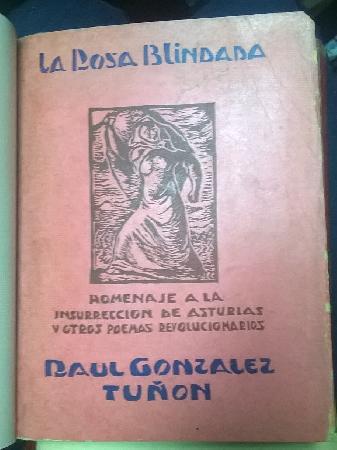 La Rosa Blindada
HOMENAJE A LA
INSURRECCION DE ASTURIAS
Y OTROS POEMAS REVOLUCIONARIOS
RAUL GONZALEZ
TUÑON